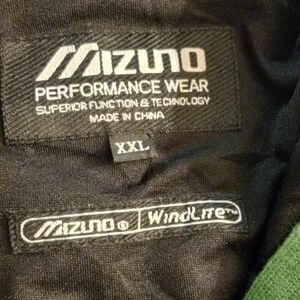 MIZUNO
PERFORMANCE WEAR
SUPERIOR FUNCTION & TECHNOLOGY
MADE IN CHINA
XXL
MIZUNO ® WindLite™